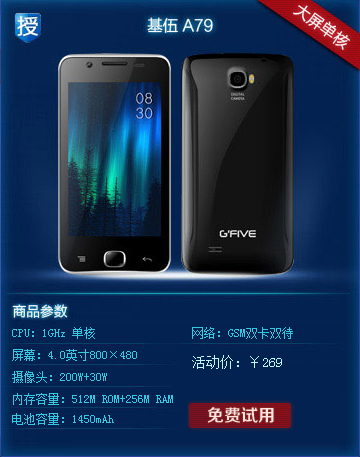 授
基伍 A79
大屏单核
08
30
DIGITAL
CAMERA
G'FIVE
商品参数
CPU: 1GHz 单核
网络: GSM双卡双待
屏幕: 4.0英寸800×480
活动价: ¥269
摄像头: 200W+30W
内存容量: 512M ROM+256M RAM
电池容量: 1450mAh
免费试用